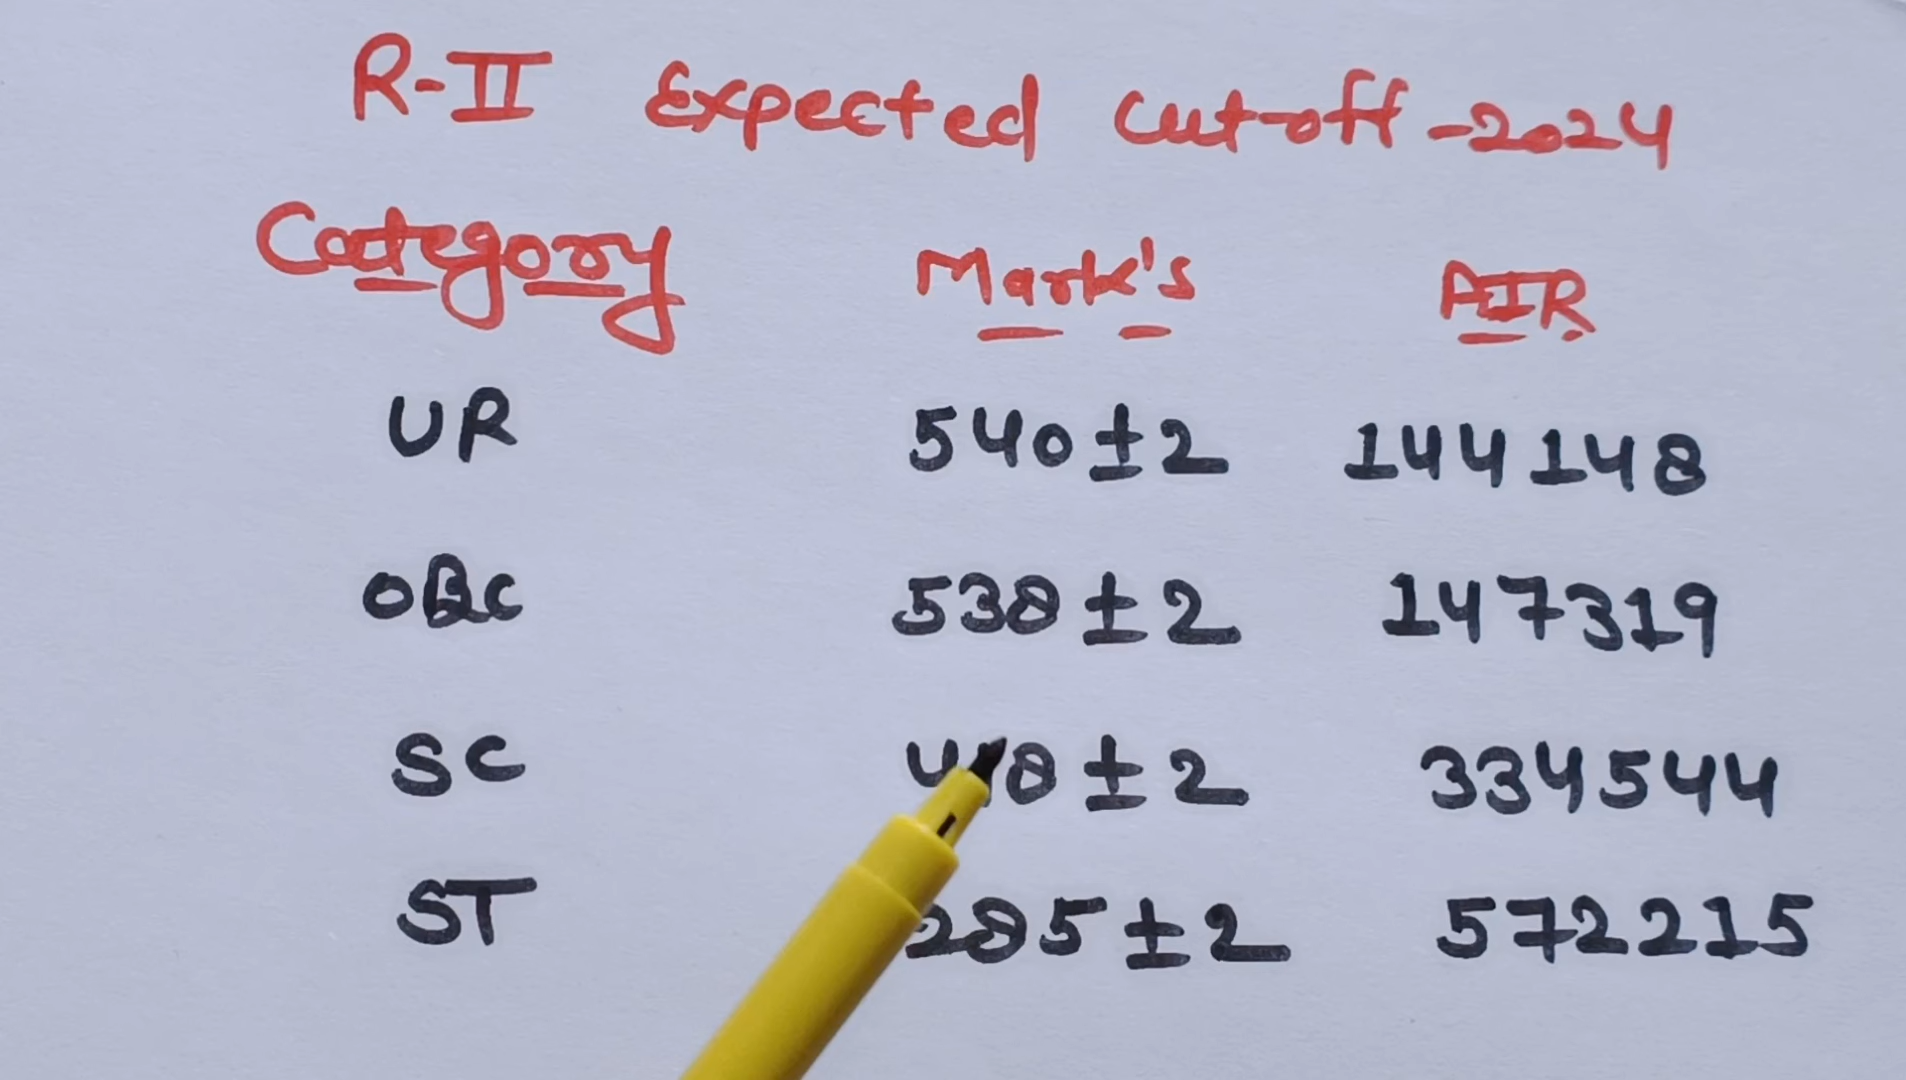 R-II Expected cut-off -2024
Category Mark's AIR
UR 540±2 144148
OBC 538±2 147319
SC ±2 334544
ST 285±2 572215